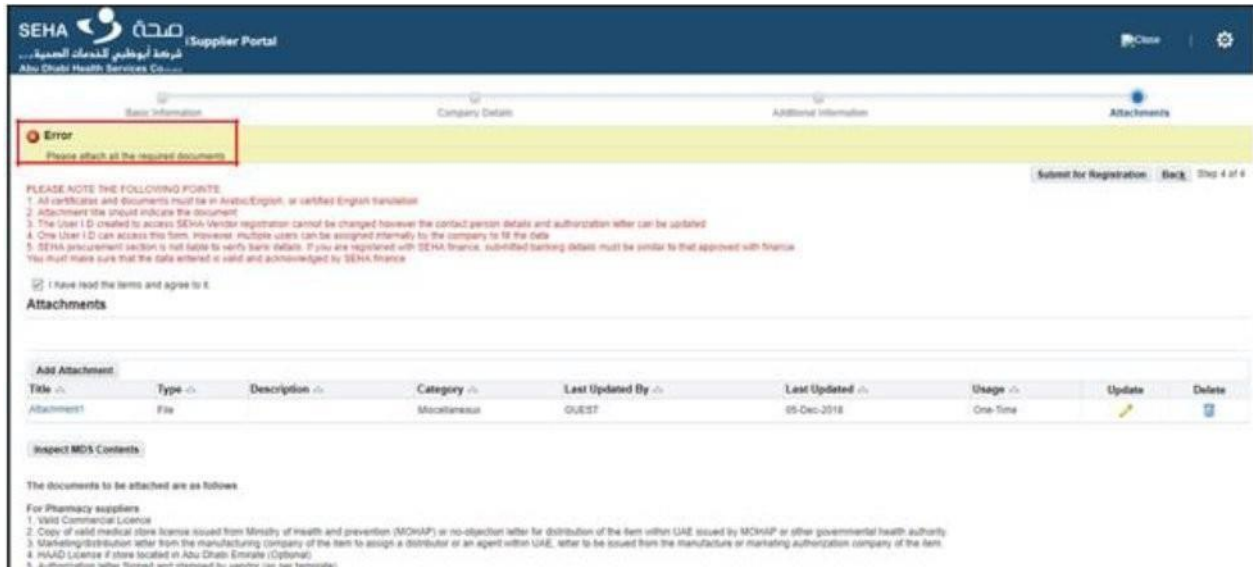 SEHA صحة iSupplier Portal
شركة أبوظبي للخدمات الصحية
Abu Dhabi Health Services Co.
Close
Basic Information Company Details Additional Information Attachments
Error
Please attach all the required documents
Submit for Registration Back Step 4 of 4
PLEASE NOTE THE FOLLOWING POINTS
1. All certificates and documents must be in Arabic/English, or certified English translation
2. Attachment title should indicate the document
3. The User I.D created to access SEHA-Vendor registration cannot be changed however the contact person details and authorization letter can be updated
4. One User I.D can access this form. However, multiple users can be assigned internally by the company to fill the data
5. SEHA procurement section is not liable to verify bank details. If you are registered with SEHA finance, submitted banking details must be similar to that approved with finance
You must make sure that the data entered is valid and acknowledged by SEHA finance
I have read the terms and agree to it.
Attachments
Add Attachment
Title Type Description Category Last Updated By Last Updated Usage Update Delete
Attachment1 File Miscellaneous GUEST 05-Dec-2018 One-Time
Inspect MDS Contents
The documents to be attached are as follows
For Pharmacy suppliers
1. Valid Commercial Licence
2. Copy of valid medical store license issued from Ministry of Health and prevention (MOHAP) or no-objection letter for distribution of the item within UAE issued by MOHAP or other governmental health authority.
3. Marketing/distribution letter from the manufacturing company of the item to assign a distributor or an agent within UAE, letter to be issued from the manufacture or marketing authorization company of the item.
4. HAAD License if store located in Abu Dhabi Emirate (Optional)
5. Authorization letter Signed and stamped by vendor (as per template)